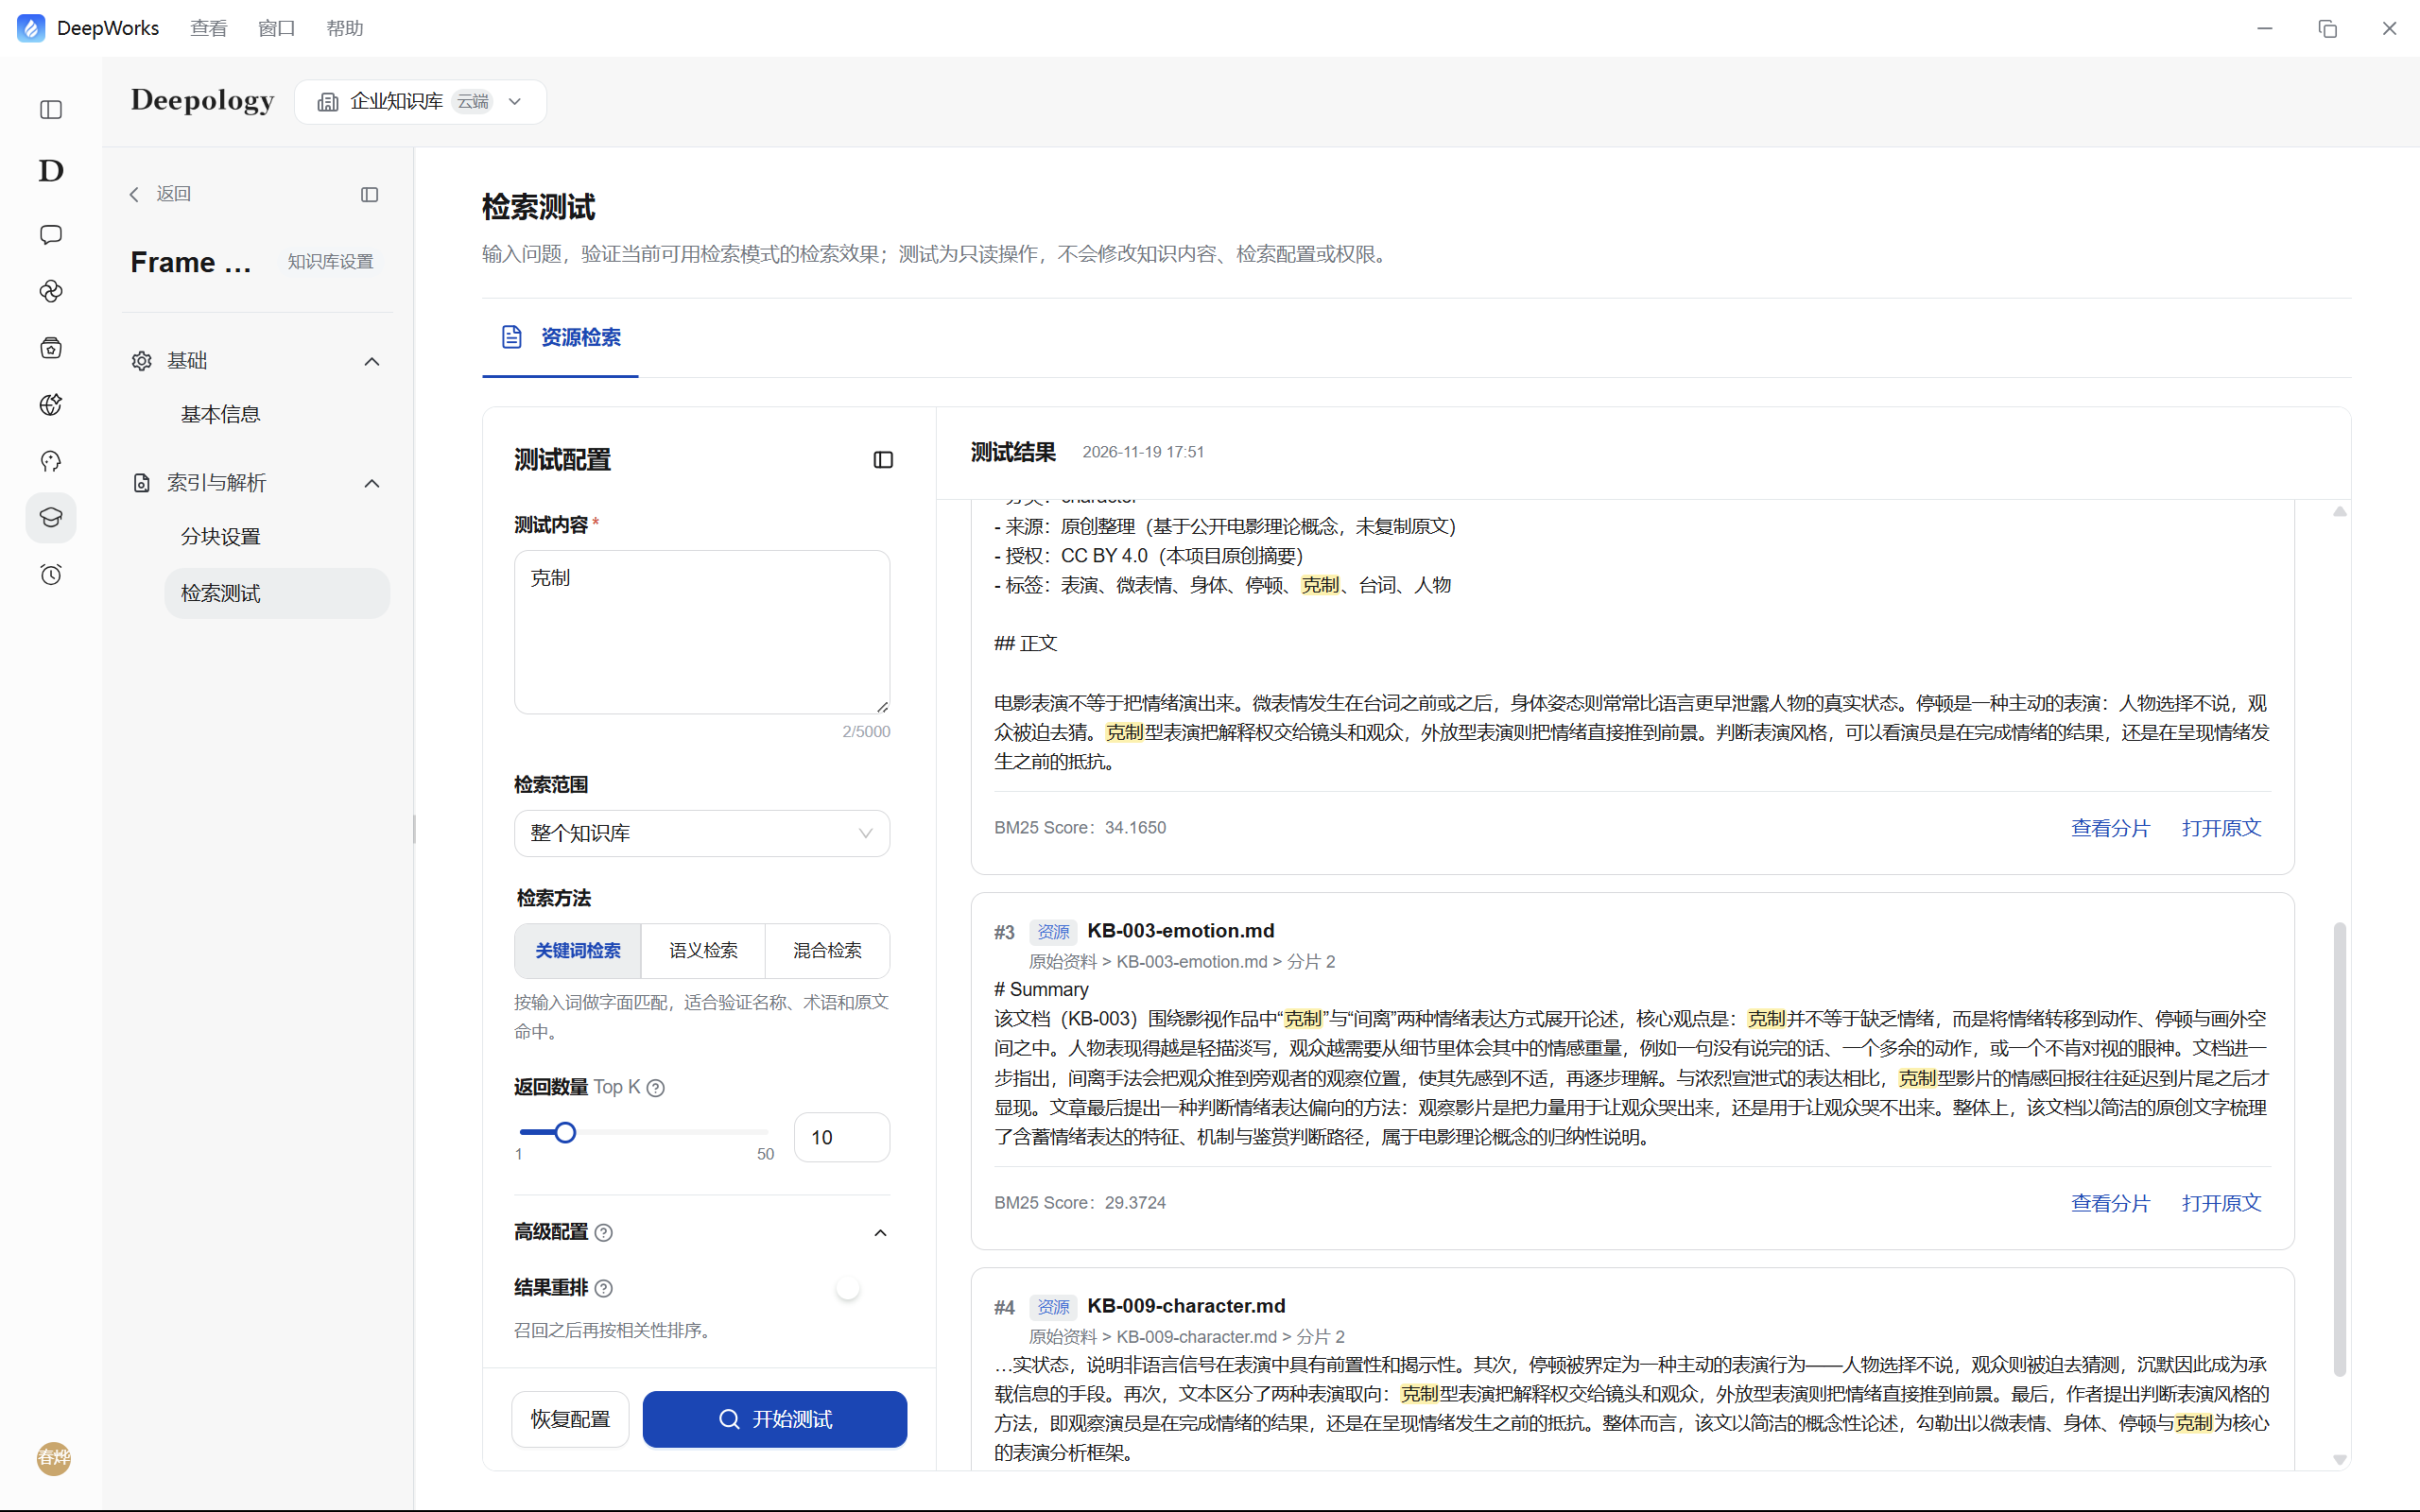 DeepWorks 查看 窗口 帮助
Deepology 企业知识库 云端
D
返回
Frame ... 知识库设置
基础
基本信息
索引与解析
分块设置
检索测试
春烨
检索测试
输入问题，验证当前可用检索模式的检索效果；测试为只读操作，不会修改知识内容、检索配置或权限。
资源检索
测试配置
测试内容*
克制
2/5000
检索范围
整个知识库
检索方法
关键词检索 语义检索 混合检索
按输入词做字面匹配，适合验证名称、术语和原文
命中。
返回数量 Top K
10
1 50
高级配置
结果重排
召回之后再按相关性排序。
恢复配置 开始测试
测试结果 2026-11-19 17:51
- 分类：character
- 来源：原创整理（基于公开电影理论概念，未复制原文）
- 授权：CC BY 4.0（本项目原创摘要）
- 标签：表演、微表情、身体、停顿、克制、台词、人物
## 正文
电影表演不等于把情绪演出来。微表情发生在台词之前或之后，身体姿态则常常比语言更早泄露人物的真实状态。停顿是一种主动的表演：人物选择不说，观
众被迫去猜。克制型表演把解释权交给镜头和观众，外放型表演则把情绪直接推到前景。判断表演风格，可以看演员是在完成情绪的结果，还是在呈现情绪发
生之前的抵抗。
BM25 Score：34.1650 查看分片 打开原文
#3 资源 KB-003-emotion.md
原始资料 > KB-003-emotion.md > 分片 2
# Summary
该文档（KB-003）围绕影视作品中“克制”与“间离”两种情绪表达方式展开论述，核心观点是：克制并不等于缺乏情绪，而是将情绪转移到动作、停顿与画外空
间之中。人物表现得越是轻描淡写，观众越需要从细节里体会其中的情感重量，例如一句没有说完的话、一个多余的动作，或一个不肯对视的眼神。文档进一
步指出，间离手法会把观众推到旁观者的观察位置，使其先感到不适，再逐步理解。与浓烈宣泄式的表达相比，克制型影片的情感回报往往延迟到片尾之后才
显现。文章最后提出一种判断情绪表达偏向的方法：观察影片是把力量用于让观众哭出来，还是用于让观众哭不出来。整体上，该文档以简洁的原创文字梳理
了含蓄情绪表达的特征、机制与鉴赏判断路径，属于电影理论概念的归纳性说明。
BM25 Score：29.3724 查看分片 打开原文
#4 资源 KB-009-character.md
原始资料 > KB-009-character.md > 分片 2
…实状态，说明非语言信号在表演中具有前置性和揭示性。其次，停顿被界定为一种主动的表演行为——人物选择不说，观众则被迫去猜测，沉默因此成为承
载信息的手段。再次，文本区分了两种表演取向：克制型表演把解释权交给镜头和观众，外放型表演则把情绪直接推到前景。最后，作者提出判断表演风格的
方法，即观察演员是在完成情绪的结果，还是在呈现情绪发生之前的抵抗。整体而言，该文以简洁的概念性论述，勾勒出以微表情、身体、停顿与克制为核心
的表演分析框架。